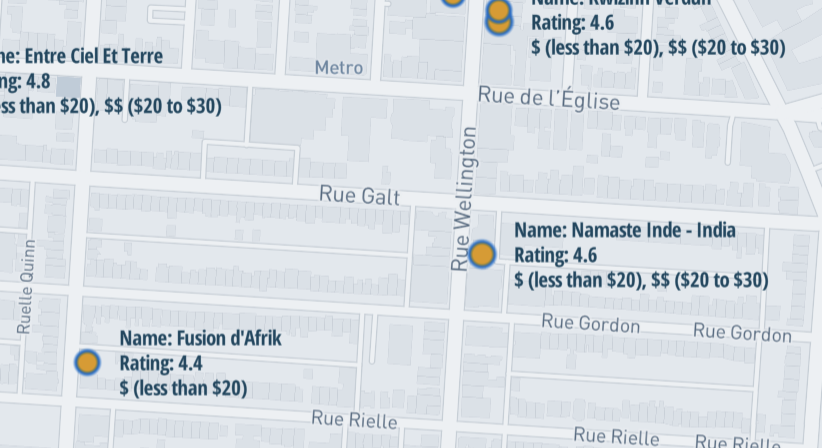 Rating: 4.6
$ (less than $20), $$ ($20 to $30)
ne: Entre Ciel Et Terre
ng: 4.8
ss than $20), $$ ($20 to $30)
Metro
Rue de l'Église
Rue Wellington
Rue Galt
Name: Namaste Inde - India
Rating: 4.6
$ (less than $20), $$ ($20 to $30)
Ruelle Quinn
Rue Gordon
Rue Gordon
Name: Fusion d'Afrik
Rating: 4.4
$ (less than $20)
Rue Rielle
Rue Rielle
Rue Rielle